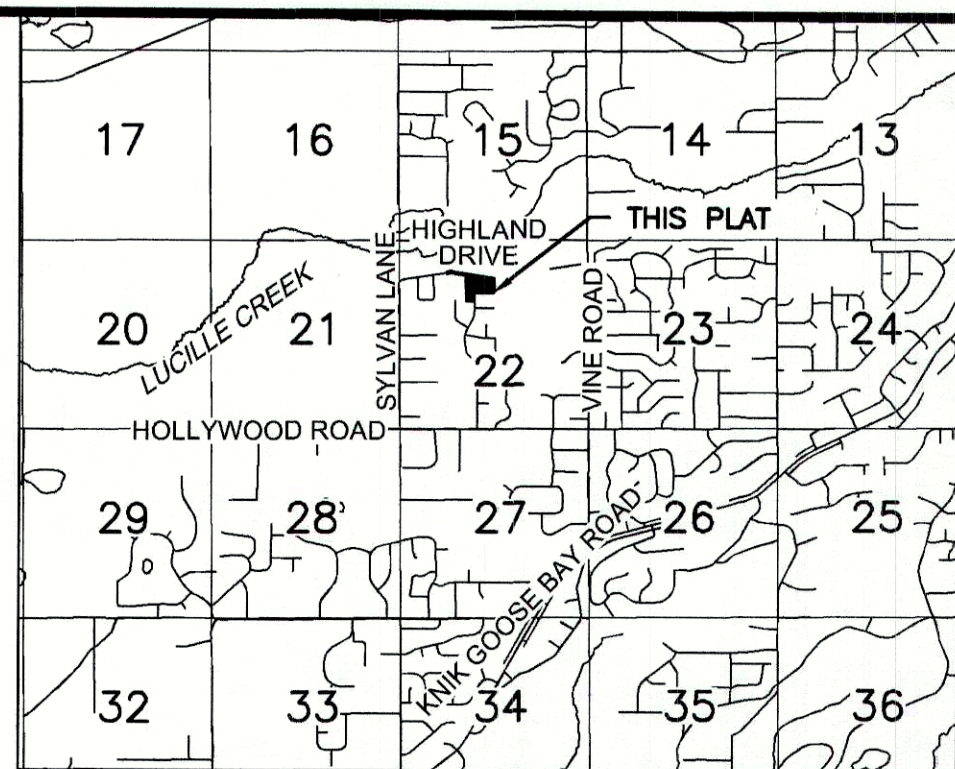 17
16
15
14
13
HIGHLAND
DRIVE
THIS PLAT
SYLVAN LANE
LUCILLE CREEK
VINE ROAD
20
21
22
23
24
HOLLYWOOD ROAD
29
28
27
26
25
KNIK GOOSE BAY ROAD
32
33
34
35
36